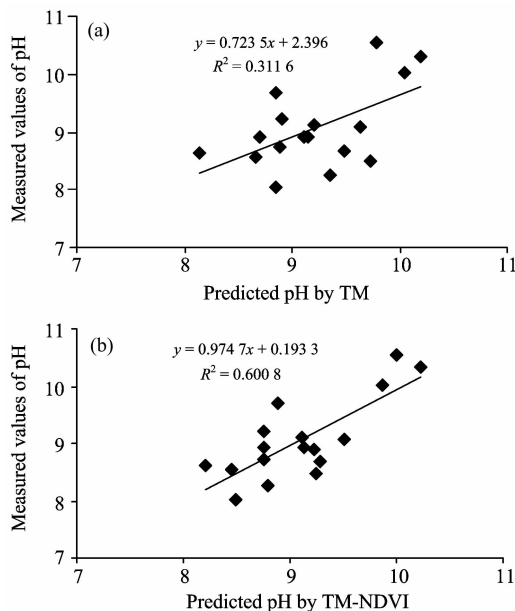 (a)
y = 0.723 5x + 2.396
R² = 0.311 6
Measured values of pH
11
10
9
8
7
7 8 9 10 11
Predicted pH by TM
(b)
y = 0.974 7x + 0.193 3
R² = 0.600 8
Measured values of pH
11
10
9
8
7
7 8 9 10 11
Predicted pH by TM-NDVI